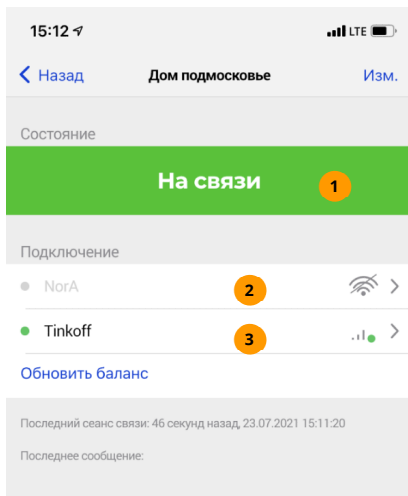 15:12 LTE
Назад Дом подмосковье Изм.
Состояние
На связи 1
Подключение
NorA 2
Tinkoff 3
Обновить баланс
Последний сеанс связи: 46 секунд назад, 23.07.2021 15:11:20
Последнее сообщение: